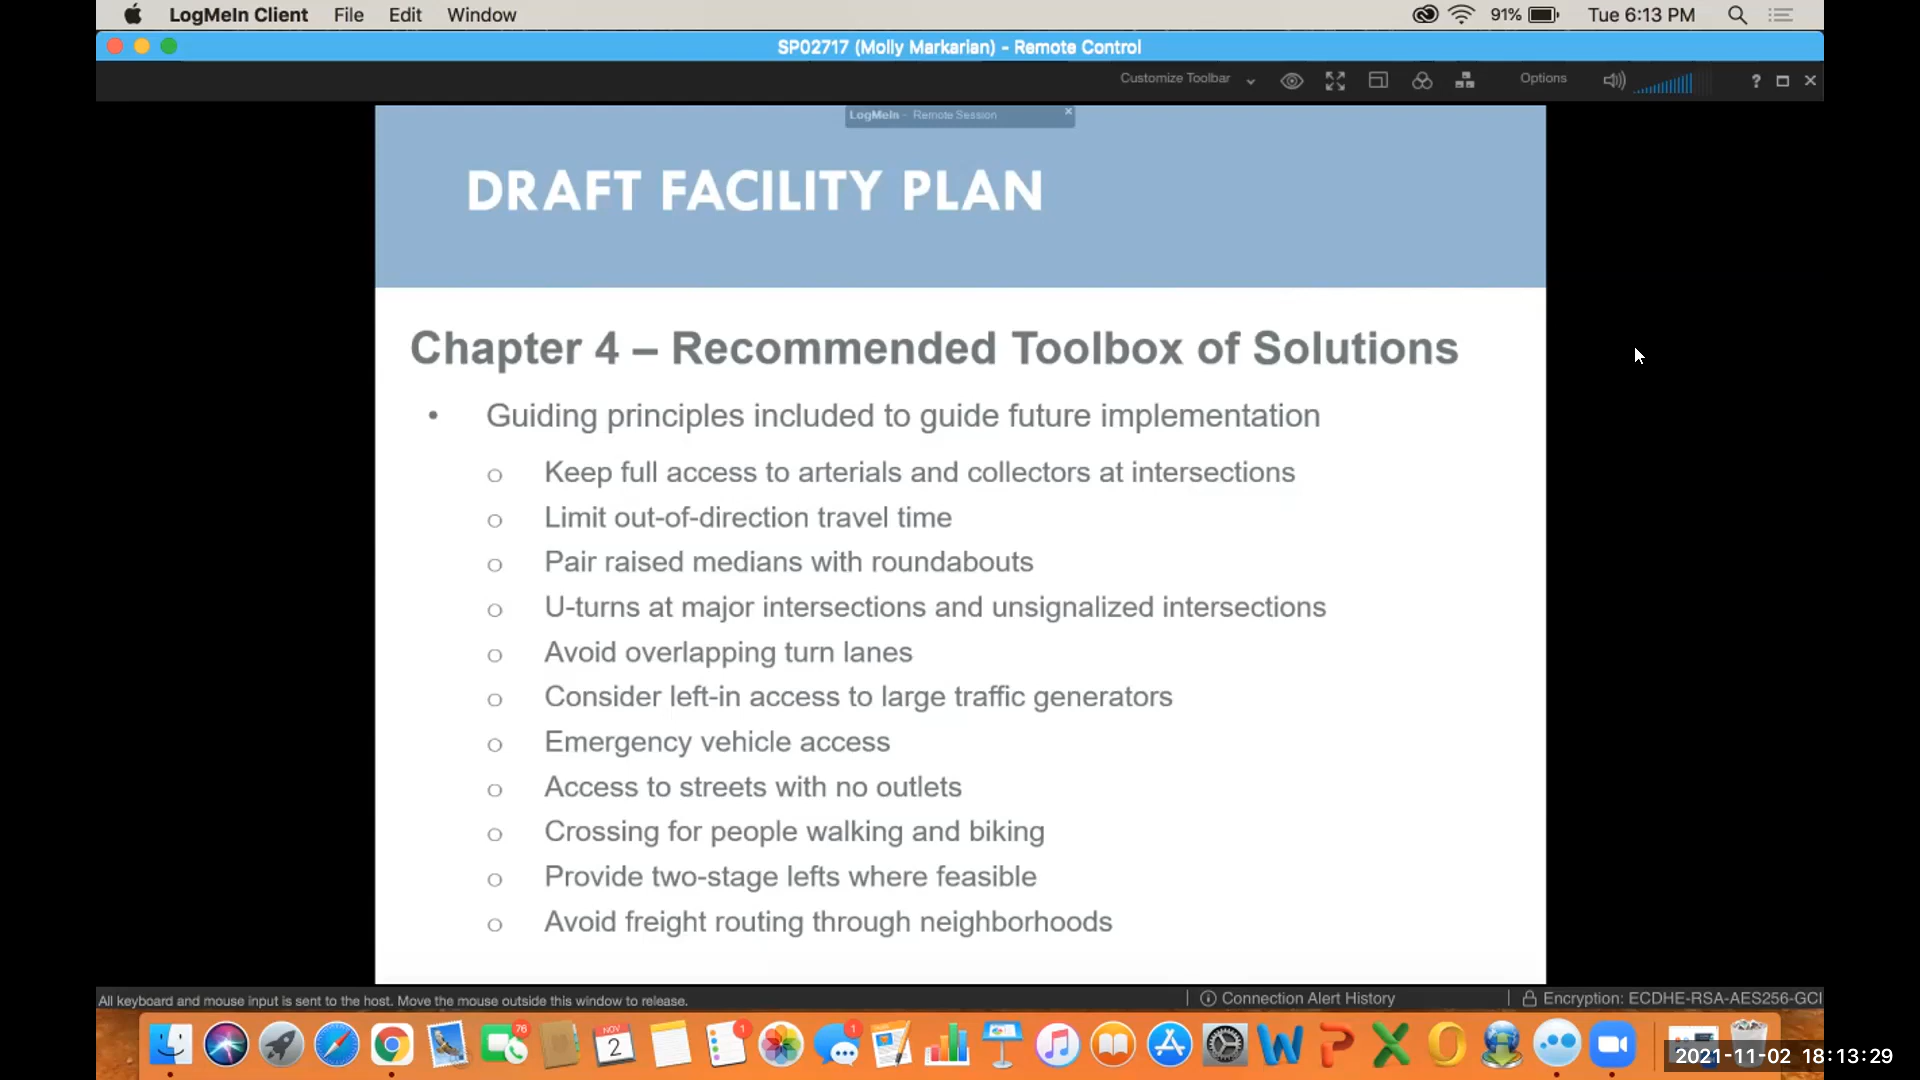 LogMeIn Client File Edit Window 91% Tue 6:13 PM
SP02717 (Molly Markarian) - Remote Control
Customize Toolbar Options ?
LogMeIn - Remote Session
DRAFT FACILITY PLAN
Chapter 4 – Recommended Toolbox of Solutions
• Guiding principles included to guide future implementation
o Keep full access to arterials and collectors at intersections
o Limit out-of-direction travel time
o Pair raised medians with roundabouts
o U-turns at major intersections and unsignalized intersections
o Avoid overlapping turn lanes
o Consider left-in access to large traffic generators
o Emergency vehicle access
o Access to streets with no outlets
o Crossing for people walking and biking
o Provide two-stage lefts where feasible
o Avoid freight routing through neighborhoods
All keyboard and mouse input is sent to the host. Move the mouse outside this window to release. Connection Alert History Encryption: ECDHE-RSA-AES256-GCI
76 NOV 2 1 1 W P X O
2021-11-02 18:13:29